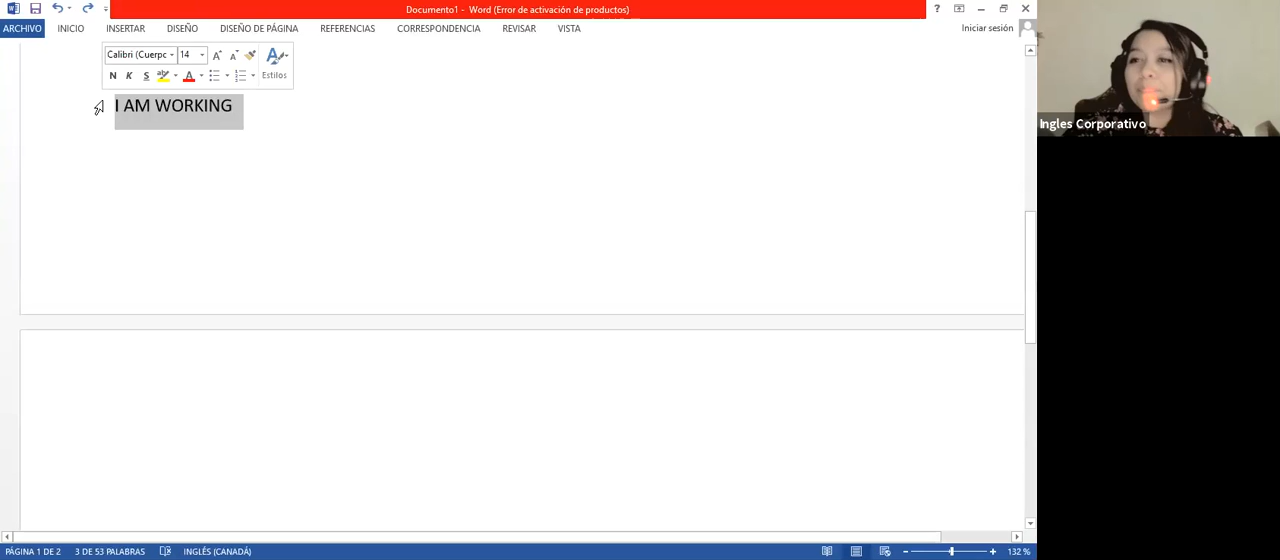 Documento1 - Word (Error de activación de productos)
ARCHIVO INICIO INSERTAR DISEÑO DISEÑO DE PÁGINA REFERENCIAS CORRESPONDENCIA REVISAR VISTA Iniciar sesión
Calibri (Cuerpc 14
N K S ab A Estilos
I AM WORKING
Ingles Corporativo
PÁGINA 1 DE 2 3 DE 53 PALABRAS INGLÉS (CANADÁ) 132 %